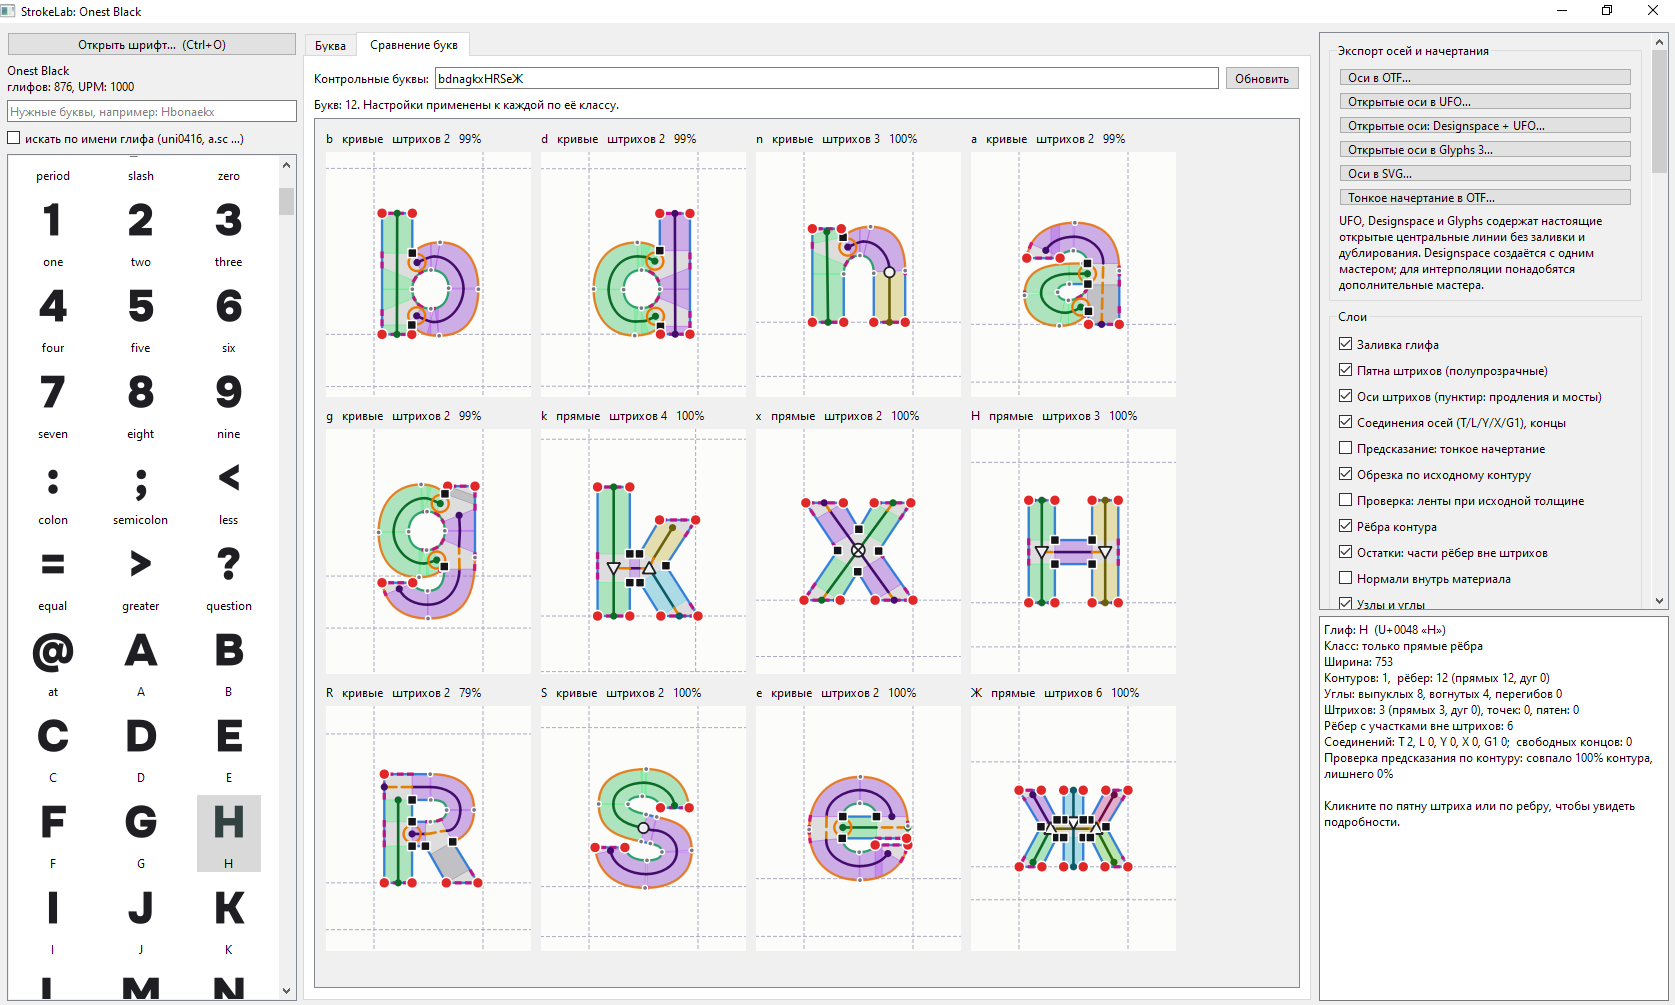 StrokeLab: Onest Black
Открыть шрифт... (Ctrl+O)
Onest Black
глифов: 876, UPM: 1000
Нужные буквы, например: Hbonaekx
искать по имени глифа (uni0416, a.sc ...)
period slash zero
1 2 3
one two three
4 5 6
four five six
7 8 9
seven eight nine
: ; <
colon semicolon less
= > ?
equal greater question
@ A B
at A B
C D E
C D E
F G H
F G H
I J K
I J K
L M N
Буква Сравнение букв
Контрольные буквы: bdnagkxHRSeЖ Обновить
Букв: 12. Настройки применены к каждой по её классу.
b кривые штрихов 2 99%
d кривые штрихов 2 99%
n кривые штрихов 3 100%
a кривые штрихов 2 99%
g кривые штрихов 2 99%
k прямые штрихов 4 100%
x прямые штрихов 2 100%
H прямые штрихов 3 100%
R кривые штрихов 2 79%
S кривые штрихов 2 100%
e кривые штрихов 2 100%
Ж прямые штрихов 6 100%
Экспорт осей и начертания
Оси в OTF...
Открытые оси в UFO...
Открытые оси: Designspace + UFO...
Открытые оси в Glyphs 3...
Оси в SVG...
Тонкое начертание в OTF...
UFO, Designspace и Glyphs содержат настоящие
открытые центральные линии без заливки и
дублирования. Designspace создаётся с одним
мастером; для интерполяции понадобятся
дополнительные мастера.
Слои
Заливка глифа
Пятна штрихов (полупрозрачные)
Оси штрихов (пунктир: продления и мосты)
Соединения осей (T/L/Y/X/G1), концы
Предсказание: тонкое начертание
Обрезка по исходному контуру
Проверка: ленты при исходной толщине
Рёбра контура
Остатки: части рёбер вне штрихов
Нормали внутрь материала
Узлы и углы
Глиф: H (U+0048 «H»)
Класс: только прямые рёбра
Ширина: 753
Контуров: 1, рёбер: 12 (прямых 12, дуг 0)
Углы: выпуклых 8, вогнутых 4, перегибов 0
Штрихов: 3 (прямых 3, дуг 0), точек: 0, пятен: 0
Рёбер с участками вне штрихов: 6
Соединений: T 2, L 0, Y 0, X 0, G1 0; свободных концов: 0
Проверка предсказания по контуру: совпало 100% контура,
лишнего 0%
Кликните по пятну штриха или по ребру, чтобы увидеть
подробности.